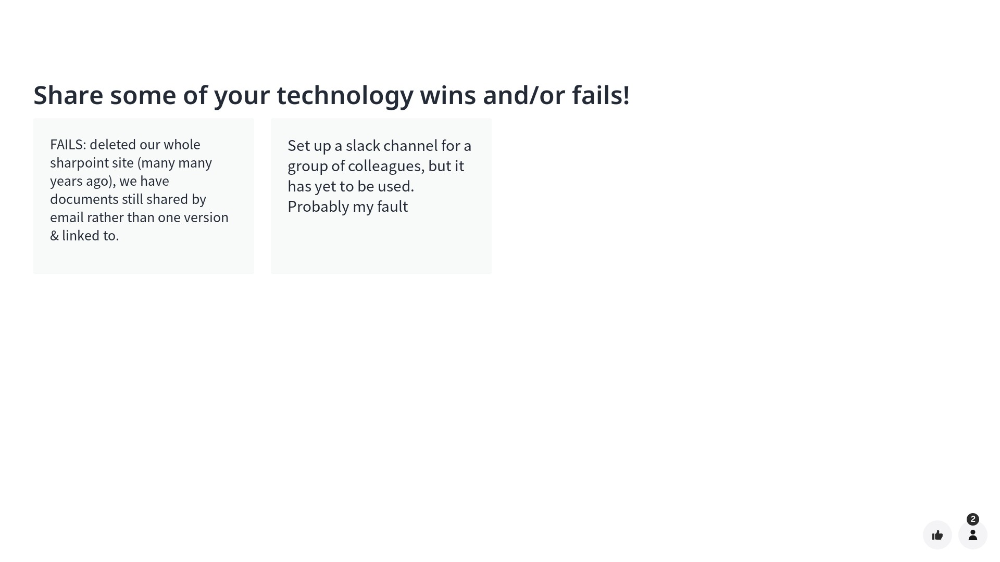 Share some of your technology wins and/or fails!
FAILS: deleted our whole
sharpoint site (many many
years ago), we have
documents still shared by
email rather than one version
& linked to.
Set up a slack channel for a
group of colleagues, but it
has yet to be used.
Probably my fault
2